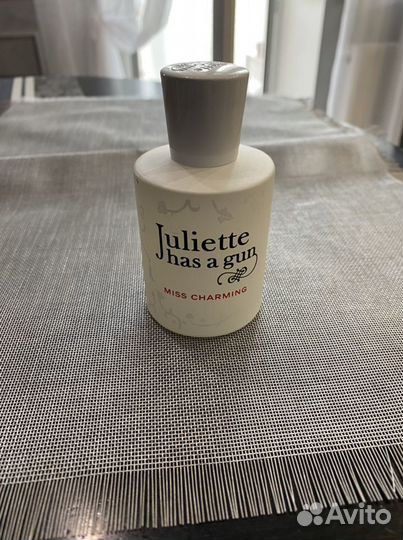 Juliette
has a gun
MISS CHARMING
Avito